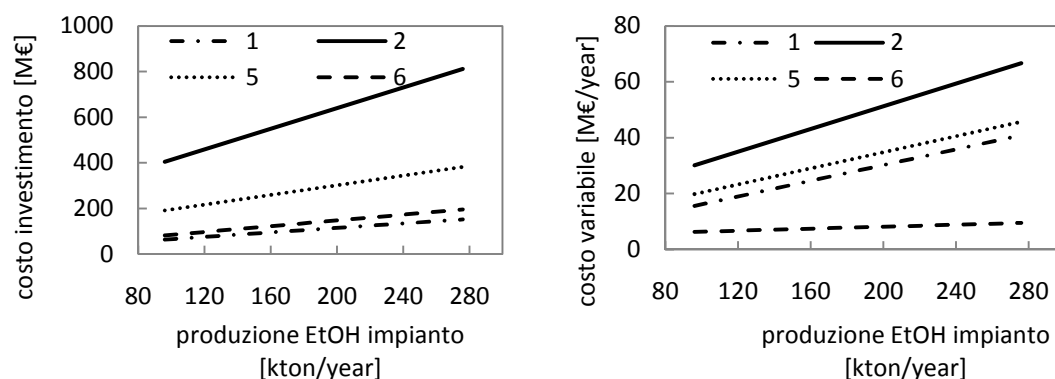 costo investimento [M€]
1000
800
600
400
200
0
1
2
5
6
80 120 160 200 240 280
produzione EtOH impianto
[kton/year]
costo variabile [M€/year]
80
60
40
20
0
1
2
5
6
80 120 160 200 240 280
produzione EtOH impianto
[kton/year]